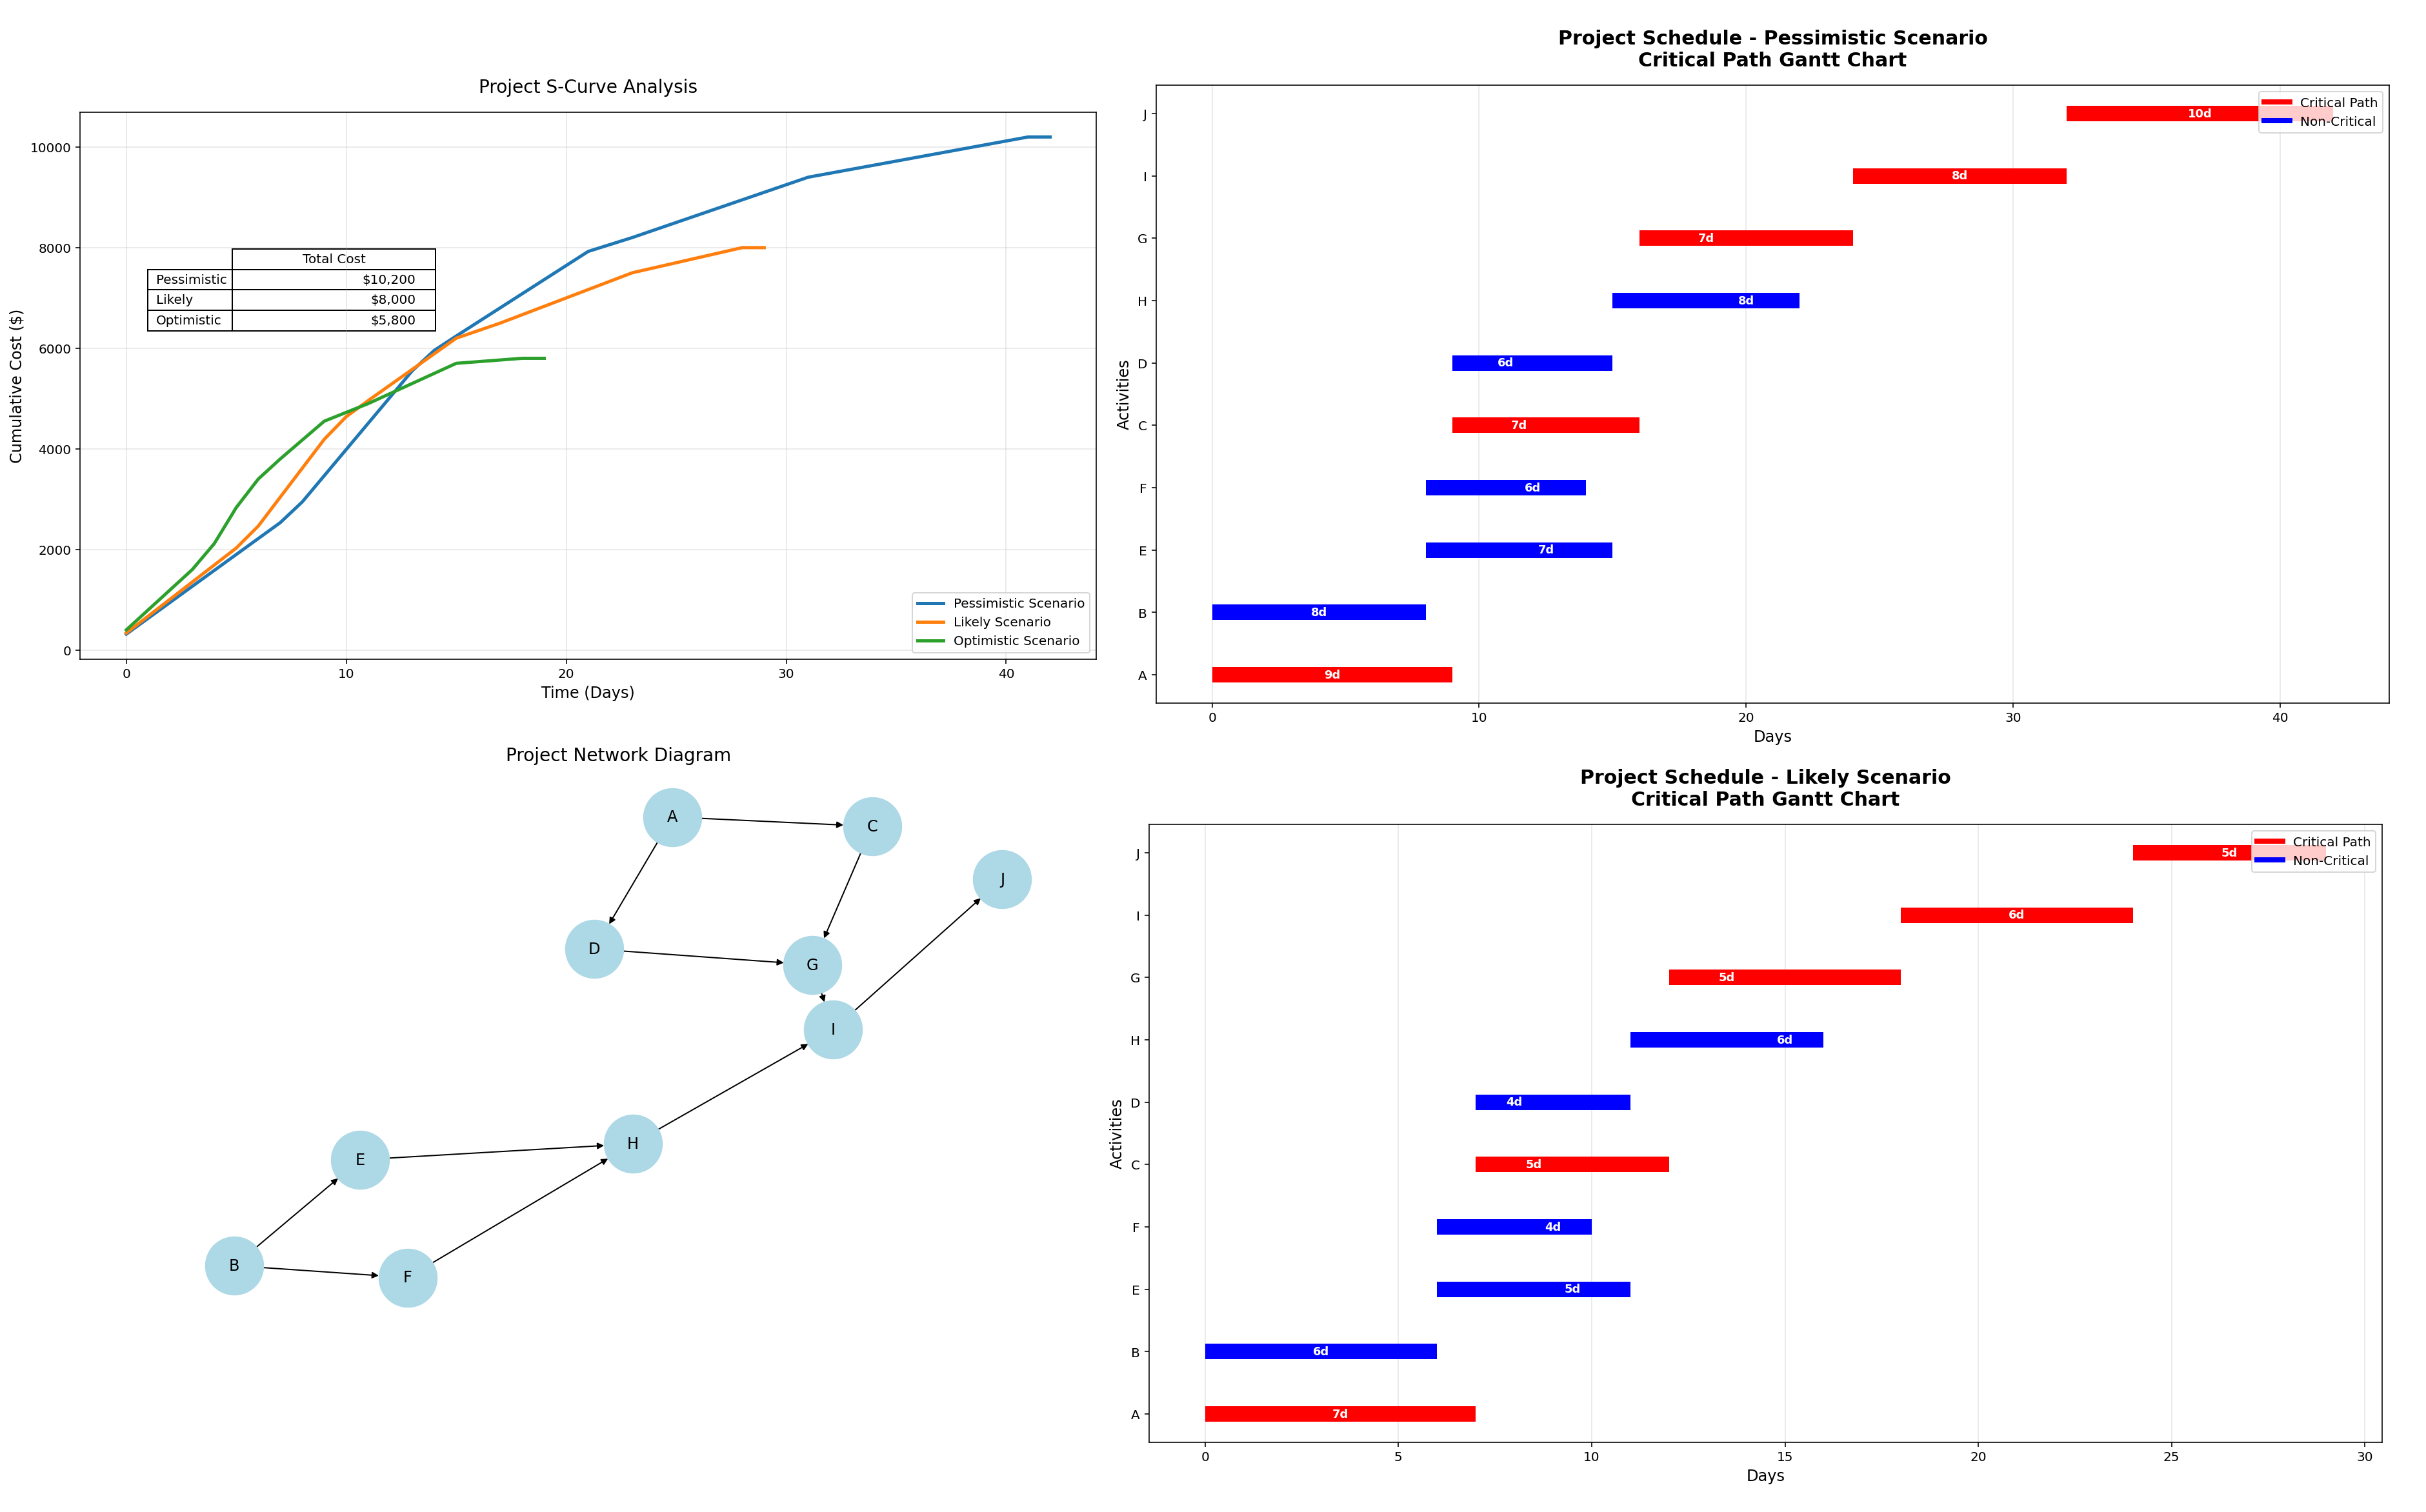 Project S-Curve Analysis
Cumulative Cost ($)
10000
8000
6000
4000
2000
0
Total Cost
Pessimistic $10,200
Likely $8,000
Optimistic $5,800
Pessimistic Scenario
Likely Scenario
Optimistic Scenario
0 10 20 30 40
Time (Days)
Project Schedule - Pessimistic Scenario
Critical Path Gantt Chart
Critical Path
Non-Critical
Activities
J 10d
I 8d
G 7d
H 8d
D 6d
C 7d
F 6d
E 7d
B 8d
A 9d
0 10 20 30 40
Days
Project Network Diagram
A
C
J
D
G
I
H
E
B
F
Project Schedule - Likely Scenario
Critical Path Gantt Chart
Critical Path
Non-Critical
Activities
J 5d
I 6d
G 5d
H 6d
D 4d
C 5d
F 4d
E 5d
B 6d
A 7d
0 5 10 15 20 25 30
Days